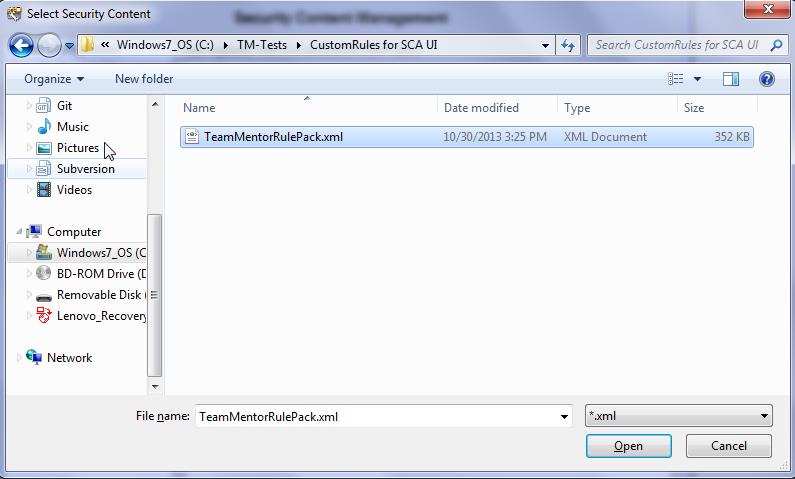 Security Content Management
Select Security Content
« Windows7_OS (C:) TM-Tests CustomRules for SCA UI Search CustomRules for SCA UI
Organize New folder
Git
Music
Pictures
Subversion
Videos
Computer
Windows7_OS (C
BD-ROM Drive (D
Removable Disk (
Lenovo_Recovery
Network
Name Date modified Type Size
TeamMentorRulePack.xml 10/30/2013 3:25 PM XML Document 352 KB
File name: TeamMentorRulePack.xml *.xml
Open Cancel